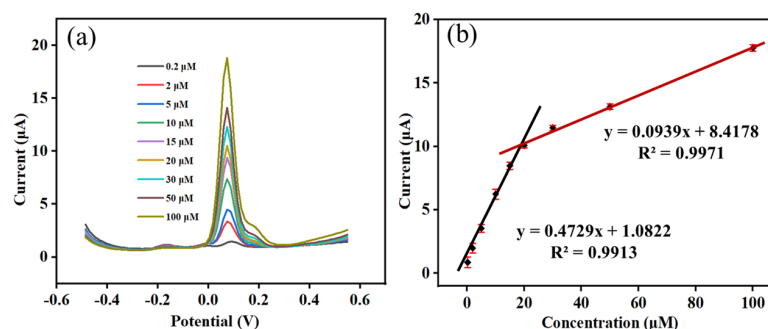 (a)
Current (μA)
20
15
10
5
0
0.2 μM
2 μM
5 μM
10 μM
15 μM
20 μM
30 μM
50 μM
100 μM
-0.6 -0.4 -0.2 0.0 0.2 0.4 0.6
Potential (V)
(b)
Current (μA)
20
15
10
5
0
y = 0.0939x + 8.4178
R² = 0.9971
y = 0.4729x + 1.0822
R² = 0.9913
0 20 40 60 80 100
Concentration (μM)